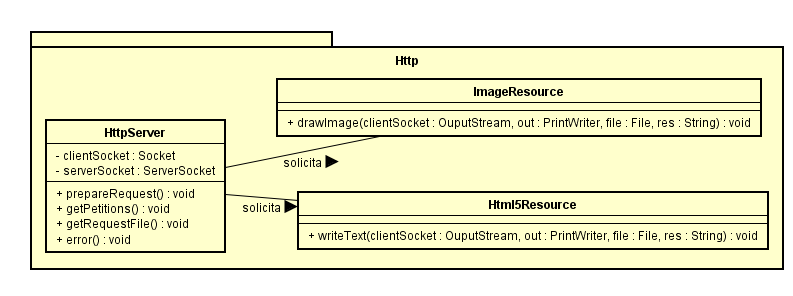 Http
ImageResource
+ drawImage(clientSocket : OuputStream, out : PrintWriter, file : File, res : String) : void
HttpServer
- clientSocket : Socket
- serverSocket : ServerSocket
+ prepareRequest() : void
+ getPetitions() : void
+ getRequestFile() : void
+ error() : void
solicita
solicita
Html5Resource
+ writeText(clientSocket : OuputStream, out : PrintWriter, file : File, res : String) : void